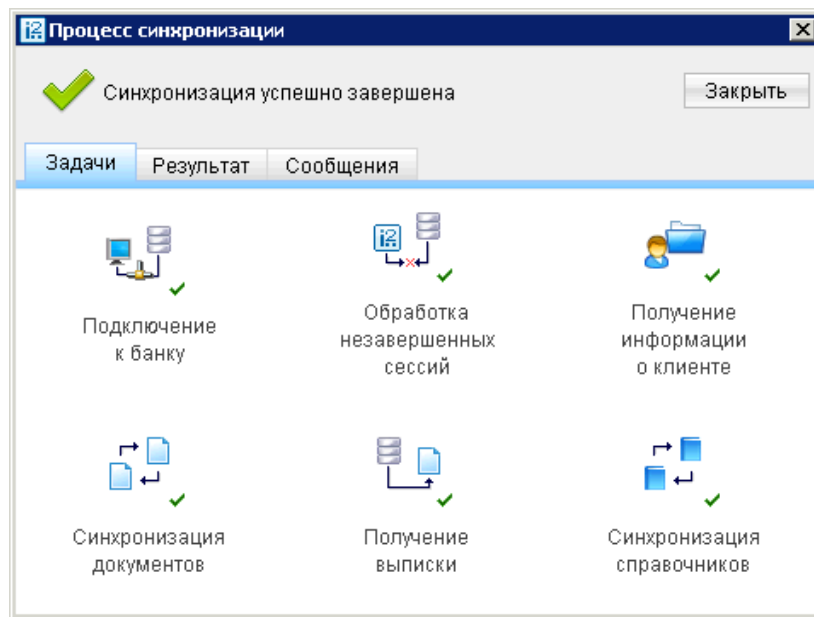 Процесс синхронизации
Синхронизация успешно завершена
Закрыть
Задачи
Результат
Сообщения
Подключение
к банку
Обработка
незавершенных
сессий
Получение
информации
о клиенте
Синхронизация
документов
Получение
выписки
Синхронизация
справочников